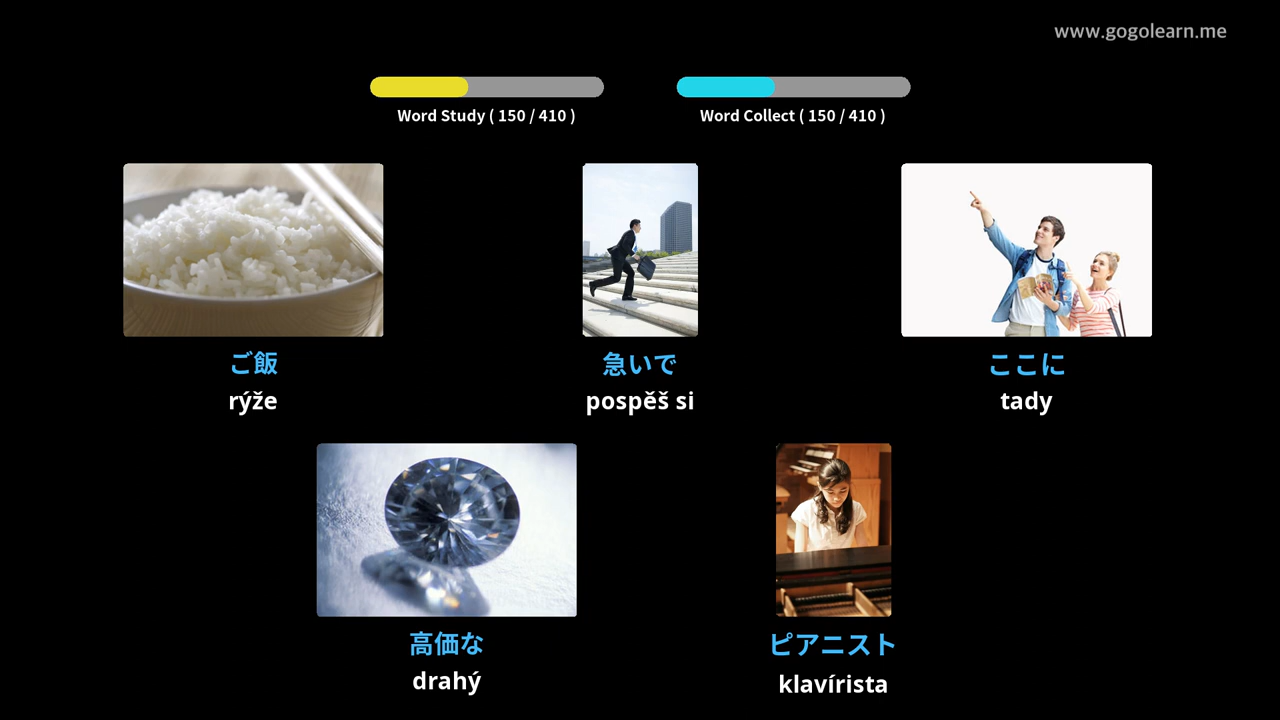 www.gogolearn.me
Word Study ( 150 / 410 )
Word Collect ( 150 / 410 )
ご飯
rýže
急いで
pospěš si
ここに
tady
高価な
drahý
ピアニスト
klavírista